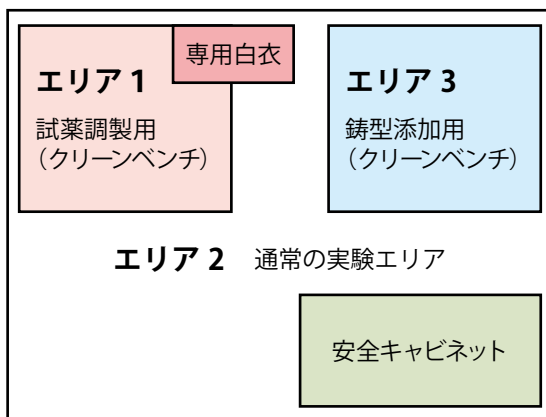 エリア 1
専用白衣
試薬調製用
（クリーンベンチ）
エリア 3
鋳型添加用
（クリーンベンチ）
エリア 2 通常の実験エリア
安全キャビネット